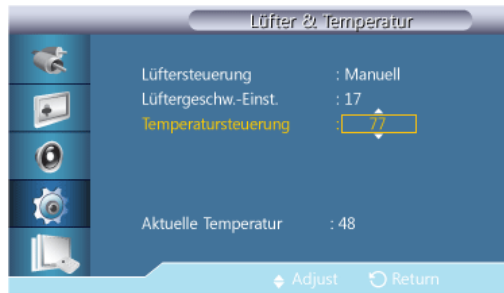 Lüfter & Temperatur
Lüftersteuerung : Manuell
Lüftergeschw.-Einst. : 17
Temperatursteuerung : 77
Aktuelle Temperatur : 48
Adjust Return